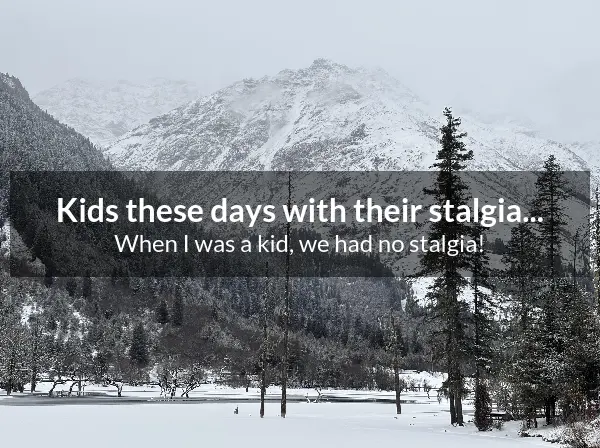 Kids these days with their stalgia...
When I was a kid, we had no stalgia!